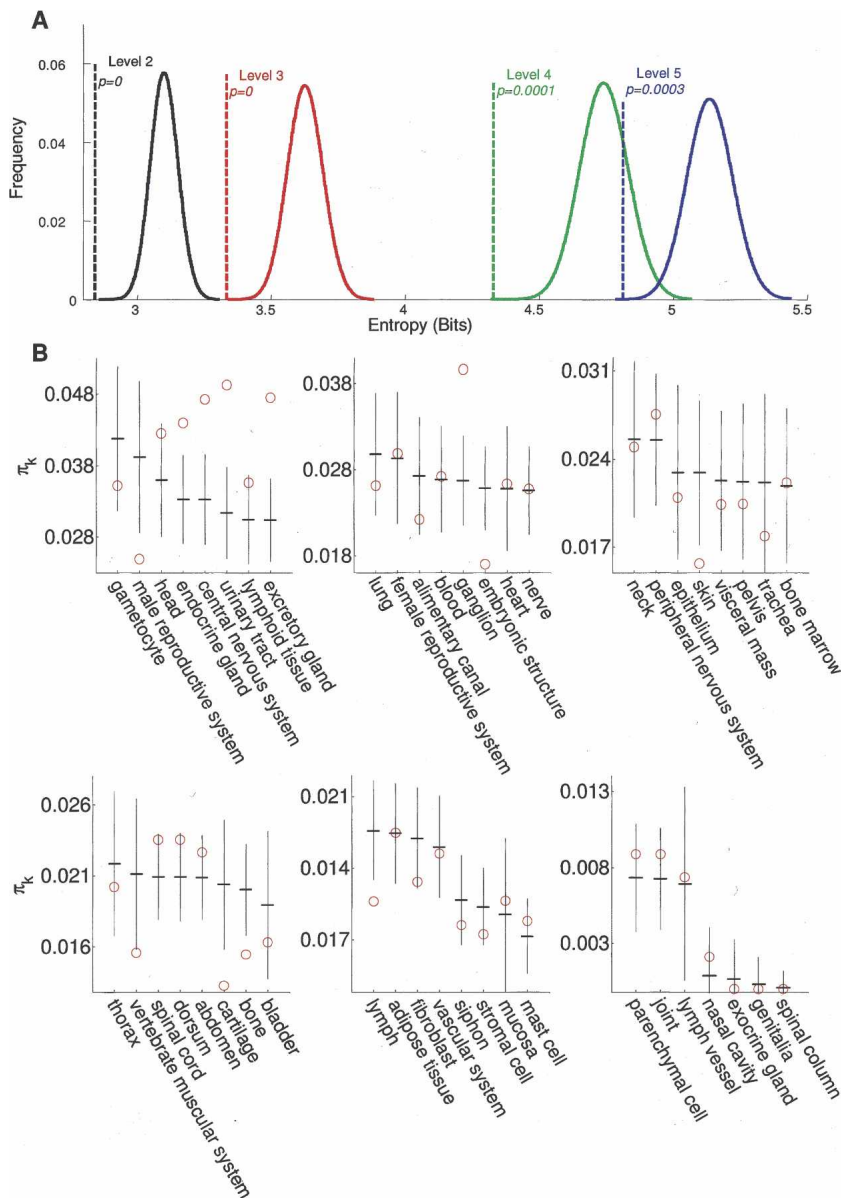 A
Frequency
0.06
0.04
0.02
0
Level 2
p=0
Level 3
p=0
Level 4
p=0.0001
Level 5
p=0.0003
3
3.5
4
4.5
5
5.5
Entropy (Bits)
B
πk
0.048
0.038
0.028
gametocyte
male reproductive system
head
endocrine gland
central nervous system
urinary tract
lymphoid tissue
excretory gland
0.038
0.028
0.018
lung
female reproductive system
alimentary canal
blood
ganglion
embryonic structure
heart
nerve
0.031
0.024
0.017
neck
peripheral nervous system
epithelium
skin
visceral mass
pelvis
trachea
bone marrow
πk
0.026
0.021
0.016
thorax
vertebrate muscular system
spinal cord
dorsum
abdomen
cartilage
bone
bladder
0.021
0.014
0.017
lymph
adipose tissue
fibroblast
vascular system
siphon
stromal cell
mucosa
mast cell
0.013
0.008
0.003
parenchymal cell
joint
lymph vessel
nasal cavity
exocrine gland
genitalia
spinal column